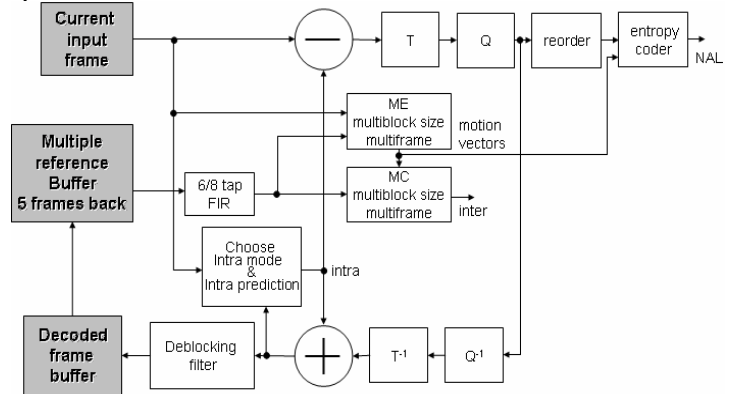 Current
input
frame
T
Q
reorder
entropy
coder
NAL
ME
multiblock size
multiframe
motion
vectors
Multiple
reference
Buffer
5 frames back
6/8 tap
FIR
MC
multiblock size
multiframe
inter
Choose
Intra mode
&
Intra prediction
intra
Decoded
frame
buffer
Deblocking
filter
T-1
Q-1